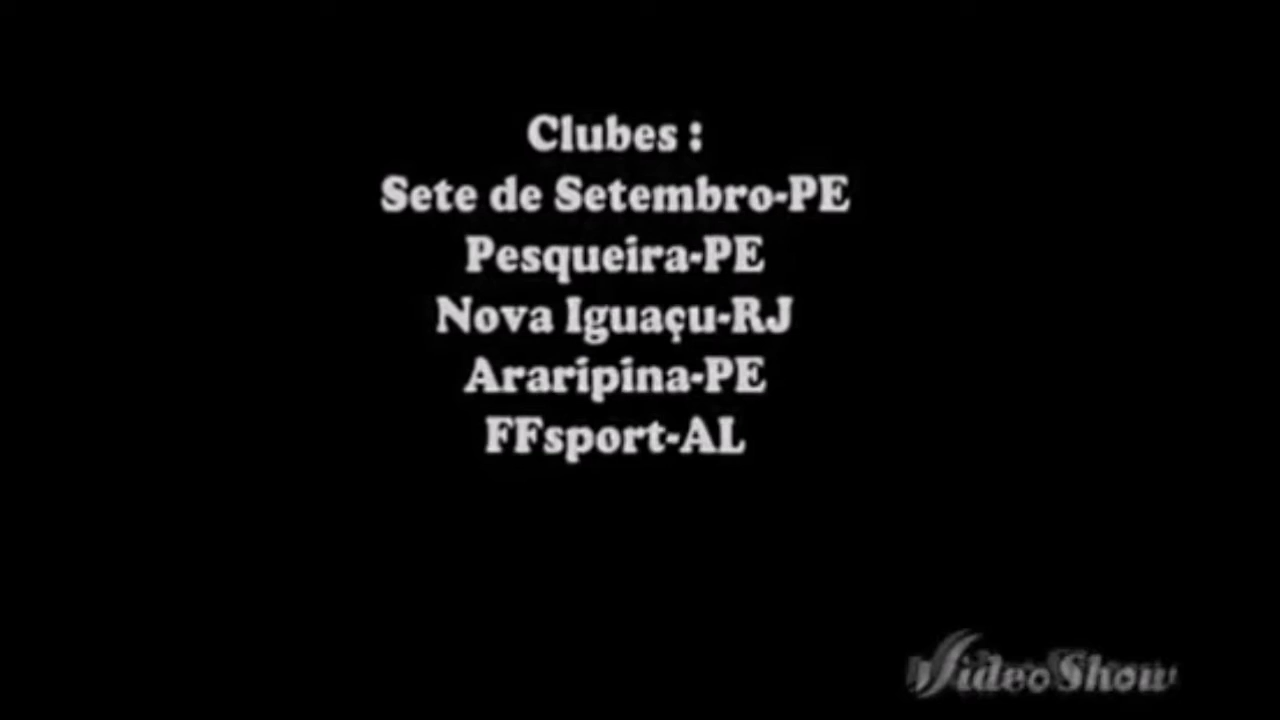 Clubes :
Sete de Setembro-PE
Pesqueira-PE
Nova Iguaçu-RJ
Araripina-PE
FFsport-AL
VideoShow